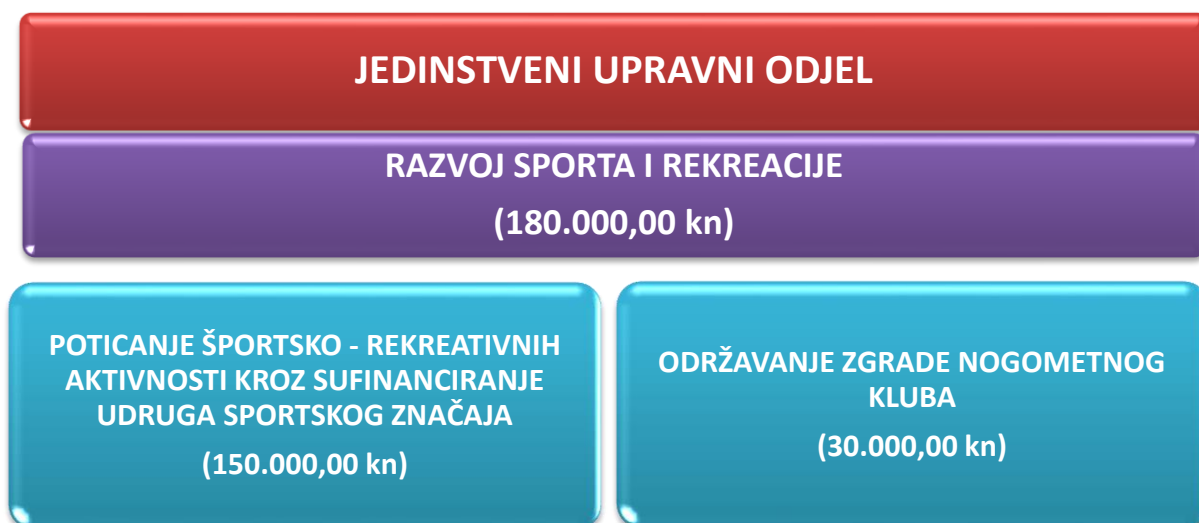 JEDINSTVENI UPRAVNI ODJEL
RAZVOJ SPORTA I REKREACIJE
(180.000,00 kn)
POTICANJE ŠPORTSKO - REKREATIVNIH
AKTIVNOSTI KROZ SUFINANCIRANJE
UDRUGA SPORTSKOG ZNAČAJA
(150.000,00 kn)
ODRŽAVANJE ZGRADE NOGOMETNOG
KLUBA
(30.000,00 kn)